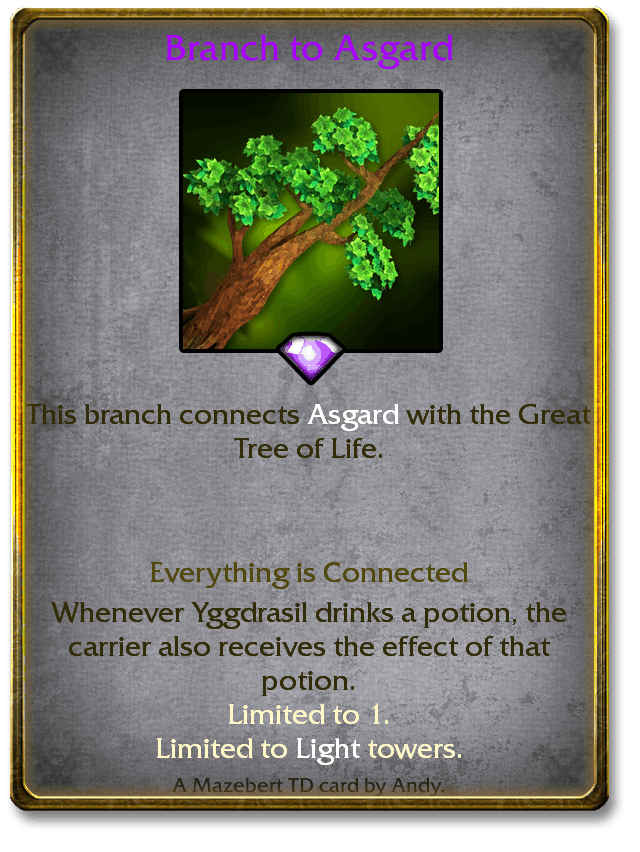 Branch to Asgard
This branch connects Asgard with the Great
Tree of Life.
Everything is Connected
Whenever Yggdrasil drinks a potion, the
carrier also receives the effect of that
potion.
Limited to 1.
Limited to Light towers.
A Mazebert TD card by Andy.